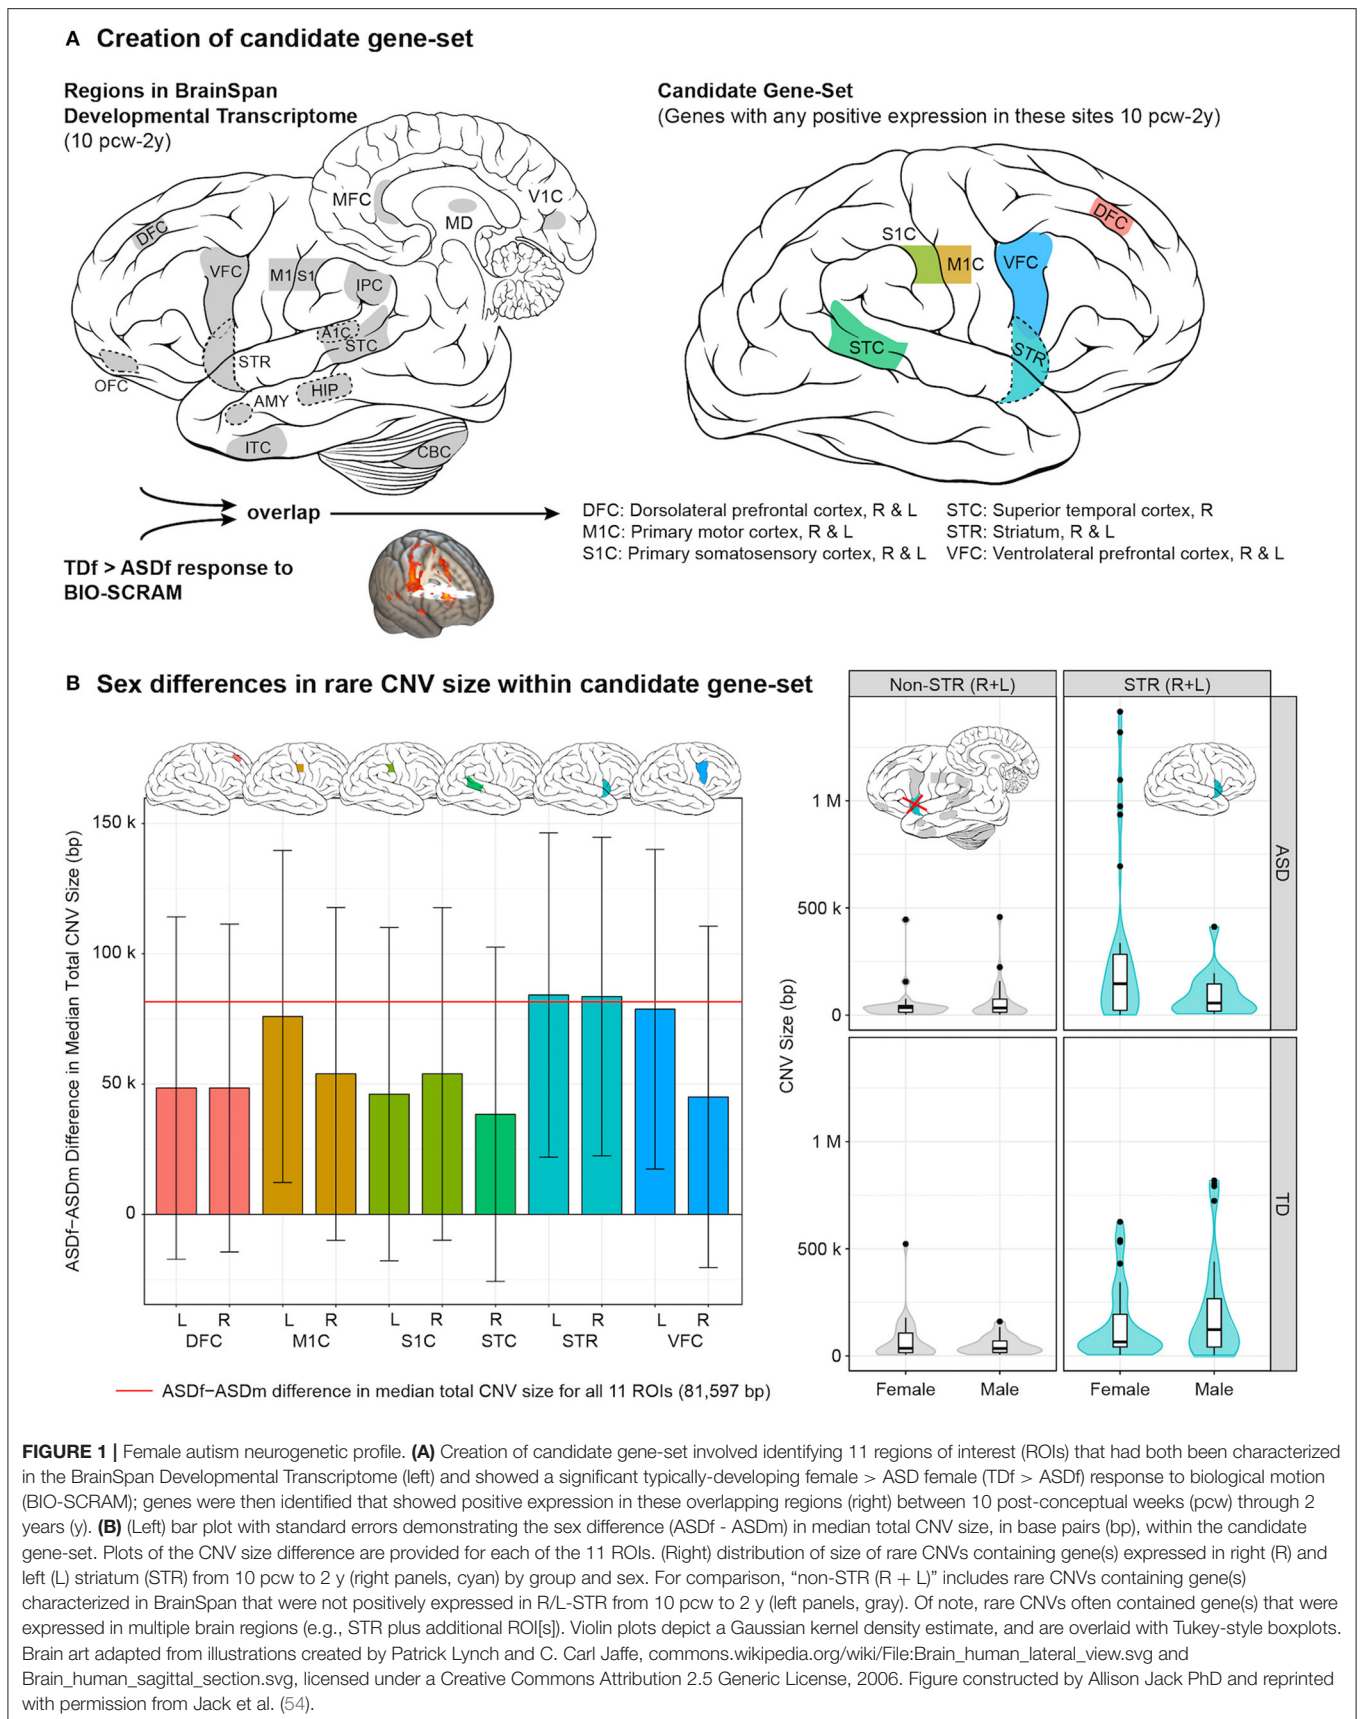 A Creation of candidate gene-set
Regions in BrainSpan
Developmental Transcriptome
(10 pcw-2y)
Candidate Gene-Set
(Genes with any positive expression in these sites 10 pcw-2y)
MFC
V1C
MD
DFC
VFC
M1 S1
IPC
A1C
STC
STR
OFC
AMY
HIP
ITC
CBC
DFC
S1C
M1C
VFC
STC
STR
overlap
TDf > ASDf response to
BIO-SCRAM
DFC: Dorsolateral prefrontal cortex, R & L
M1C: Primary motor cortex, R & L
S1C: Primary somatosensory cortex, R & L
STC: Superior temporal cortex, R
STR: Striatum, R & L
VFC: Ventrolateral prefrontal cortex, R & L
B Sex differences in rare CNV size within candidate gene-set
ASDf−ASDm Difference in Median Total CNV Size (bp)
150 k
100 k
50 k
0
L R L R L R R L R L R
DFC M1C S1C STC STR VFC
ASDf−ASDm difference in median total CNV size for all 11 ROIs (81,597 bp)
Non-STR (R+L) STR (R+L)
CNV Size (bp)
1 M
500 k
0
ASD
1 M
500 k
0
TD
Female Male Female Male
FIGURE 1 | Female autism neurogenetic profile. (A) Creation of candidate gene-set involved identifying 11 regions of interest (ROIs) that had both been characterized
in the BrainSpan Developmental Transcriptome (left) and showed a significant typically-developing female > ASD female (TDf > ASDf) response to biological motion
(BIO-SCRAM); genes were then identified that showed positive expression in these overlapping regions (right) between 10 post-conceptual weeks (pcw) through 2
years (y). (B) (Left) bar plot with standard errors demonstrating the sex difference (ASDf - ASDm) in median total CNV size, in base pairs (bp), within the candidate
gene-set. Plots of the CNV size difference are provided for each of the 11 ROIs. (Right) distribution of size of rare CNVs containing gene(s) expressed in right (R) and
left (L) striatum (STR) from 10 pcw to 2 y (right panels, cyan) by group and sex. For comparison, “non-STR (R + L)” includes rare CNVs containing gene(s)
characterized in BrainSpan that were not positively expressed in R/L-STR from 10 pcw to 2 y (left panels, gray). Of note, rare CNVs often contained gene(s) that were
expressed in multiple brain regions (e.g., STR plus additional ROI[s]). Violin plots depict a Gaussian kernel density estimate, and are overlaid with Tukey-style boxplots.
Brain art adapted from illustrations created by Patrick Lynch and C. Carl Jaffe, commons.wikipedia.org/wiki/File:Brain_human_lateral_view.svg and
Brain_human_sagittal_section.svg, licensed under a Creative Commons Attribution 2.5 Generic License, 2006. Figure constructed by Allison Jack PhD and reprinted
with permission from Jack et al. (54).